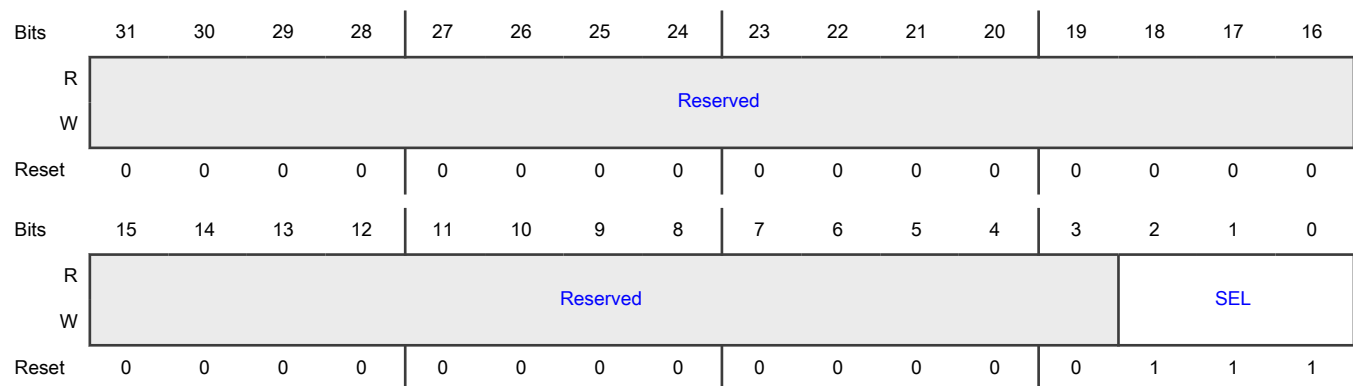 Bits 31 30 29 28 27 26 25 24 23 22 21 20 19 18 17 16
R
Reserved
W
Reset 0 0 0 0 0 0 0 0 0 0 0 0 0 0 0 0
Bits 15 14 13 12 11 10 9 8 7 6 5 4 3 2 1 0
R
Reserved SEL
W
Reset 0 0 0 0 0 0 0 0 0 0 0 0 0 1 1 1